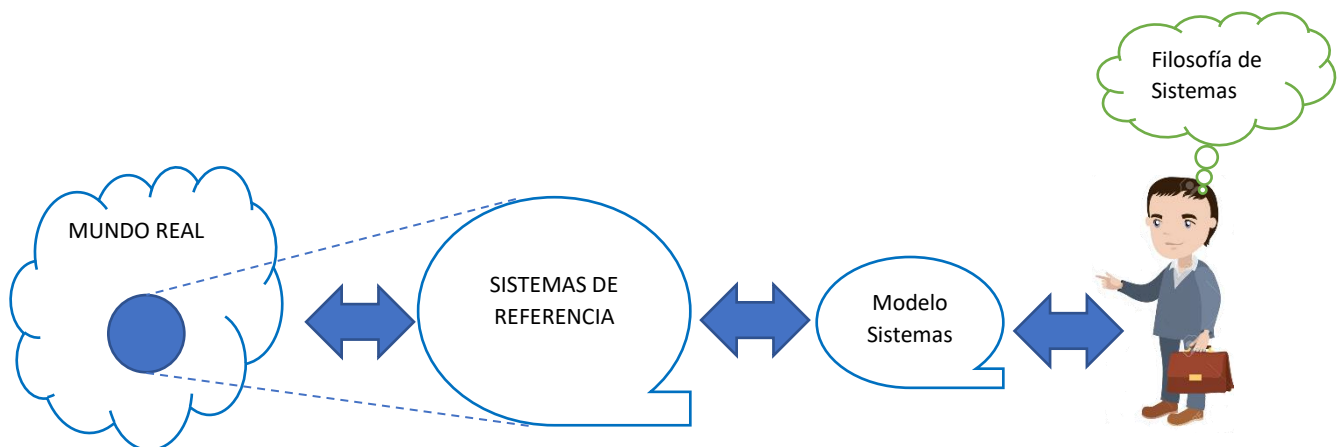 Filosofía de
Sistemas
MUNDO REAL
SISTEMAS DE
REFERENCIA
Modelo
Sistemas